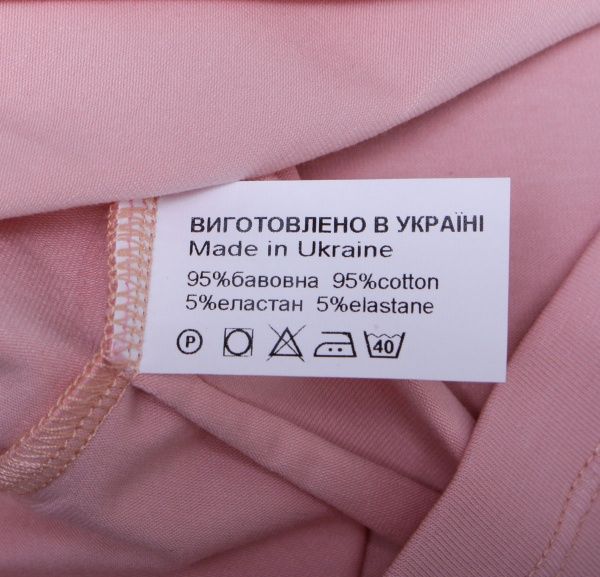 ВИГОТОВЛЕНО В УКРАЇНІ
Made in Ukraine
95%бавовна 95%cotton
5%еластан 5%elastane
P 40